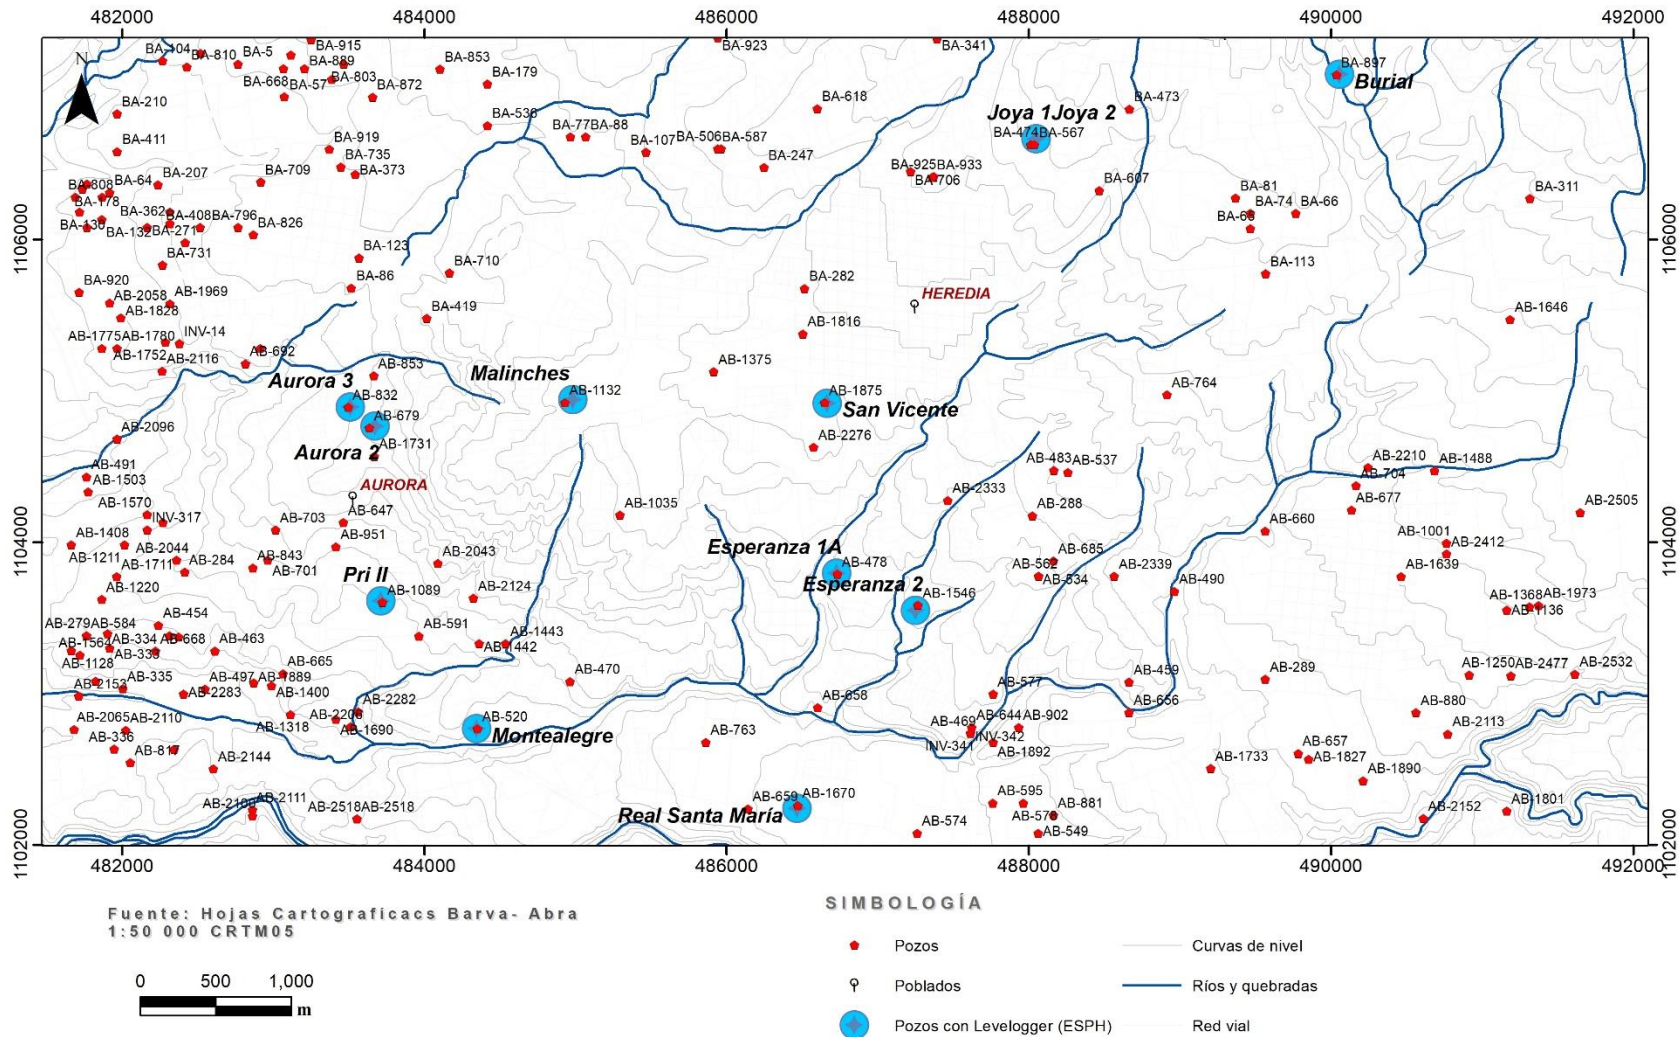 482000 484000 486000 488000 490000 492000
BA-104 BA-810 BA-5 BA-915 BA-853 BA-923 BA-341 BA-897
N BA-889 BA-803
BA-668 BA-57 BA-872 BA-179 Burial
BA-210 BA-536 BA-618 Joya 1 Joya 2 BA-473
BA-411 BA-919 BA-77 BA-88 BA-107 BA-506 BA-587 BA-474 BA-567
BA-735 BA-247 BA-925 BA-933
BA-808 BA-64 BA-207 BA-709 BA-373 BA-706 BA-607 BA-81 BA-311
BA-178 BA-362 BA-408 BA-796 BA-74 BA-66
BA-130 BA-132 BA-271 BA-826
1106000 1106000
BA-731 BA-123 BA-710 BA-113
BA-920 BA-86 BA-282 HEREDIA
AB-2058 AB-1969 AB-1646
AB-1828 BA-419
AB-1775 AB-1780 INV-14 AB-1816
AB-1752 AB-2116 AB-692 AB-853 AB-1375
Aurora 3 Malinches AB-764
AB-832 AB-1132 AB-1875
AB-679 San Vicente
AB-2096 Aurora 2 AB-1731 AB-2276
AB-491 AB-483 AB-537 AB-2210 AB-1488
AB-1503 AURORA AB-704
AB-1570 AB-647 AB-1035 AB-2333 AB-288 AB-677 AB-2505
INV-317 AB-703
AB-1408 AB-951 AB-660 AB-1001
1104000 1104000
AB-1211 AB-2044 AB-284 AB-843 AB-2043 Esperanza 1A AB-685 AB-2412
AB-1711 AB-701 Pri II AB-478 AB-562 AB-534 AB-2339 AB-1639
AB-1220 AB-1089 AB-2124 Esperanza 2 AB-1546 AB-490 AB-1368 AB-1973
AB-1136
AB-279 AB-584 AB-454 AB-591 AB-1443
AB-1564 AB-334 AB-668 AB-463 AB-1442
AB-333
AB-1128 AB-335 AB-497 AB-1889 AB-665 AB-470 AB-459 AB-289 AB-1250 AB-2477 AB-2532
AB-2153 AB-2283 AB-1400 AB-577
AB-2282 AB-658 AB-656
AB-2065 AB-2110 AB-1318 AB-2206 AB-1690 AB-520 AB-469 AB-644 AB-902 AB-880
AB-336 Montealegre AB-763 INV-341 INV-342 AB-2113
AB-817 AB-2144 AB-1892 AB-1733 AB-657 AB-1827
AB-1890
AB-2100 AB-2111 AB-2518 AB-2518 AB-659 AB-1670 AB-595 AB-881 AB-2152 AB-1801
Real Santa María AB-578
AB-574 AB-549
1102000 1102000
482000 484000 486000 488000 490000 492000
Fuente: Hojas Cartograficacs Barva- Abra
1:50 000 CRTM05
0 500 1,000
m
SIMBOLOGÍA
Pozos
Curvas de nivel
Poblados
Ríos y quebradas
Pozos con Levelogger (ESPH)
Red vial